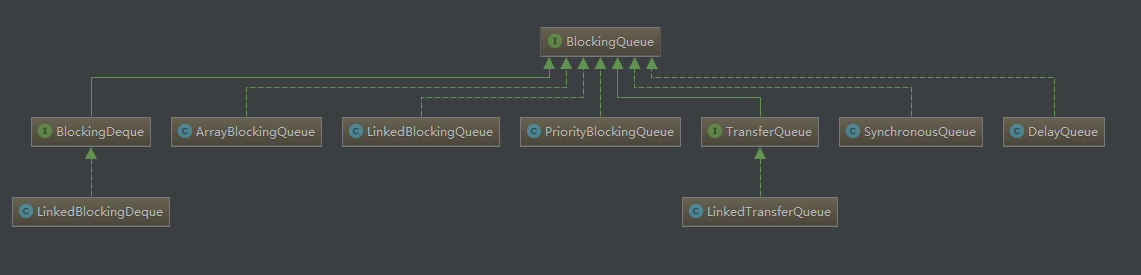 I BlockingQueue
I BlockingDeque
C ArrayBlockingQueue
C LinkedBlockingQueue
C PriorityBlockingQueue
I TransferQueue
C SynchronousQueue
C DelayQueue
C LinkedBlockingDeque
C LinkedTransferQueue